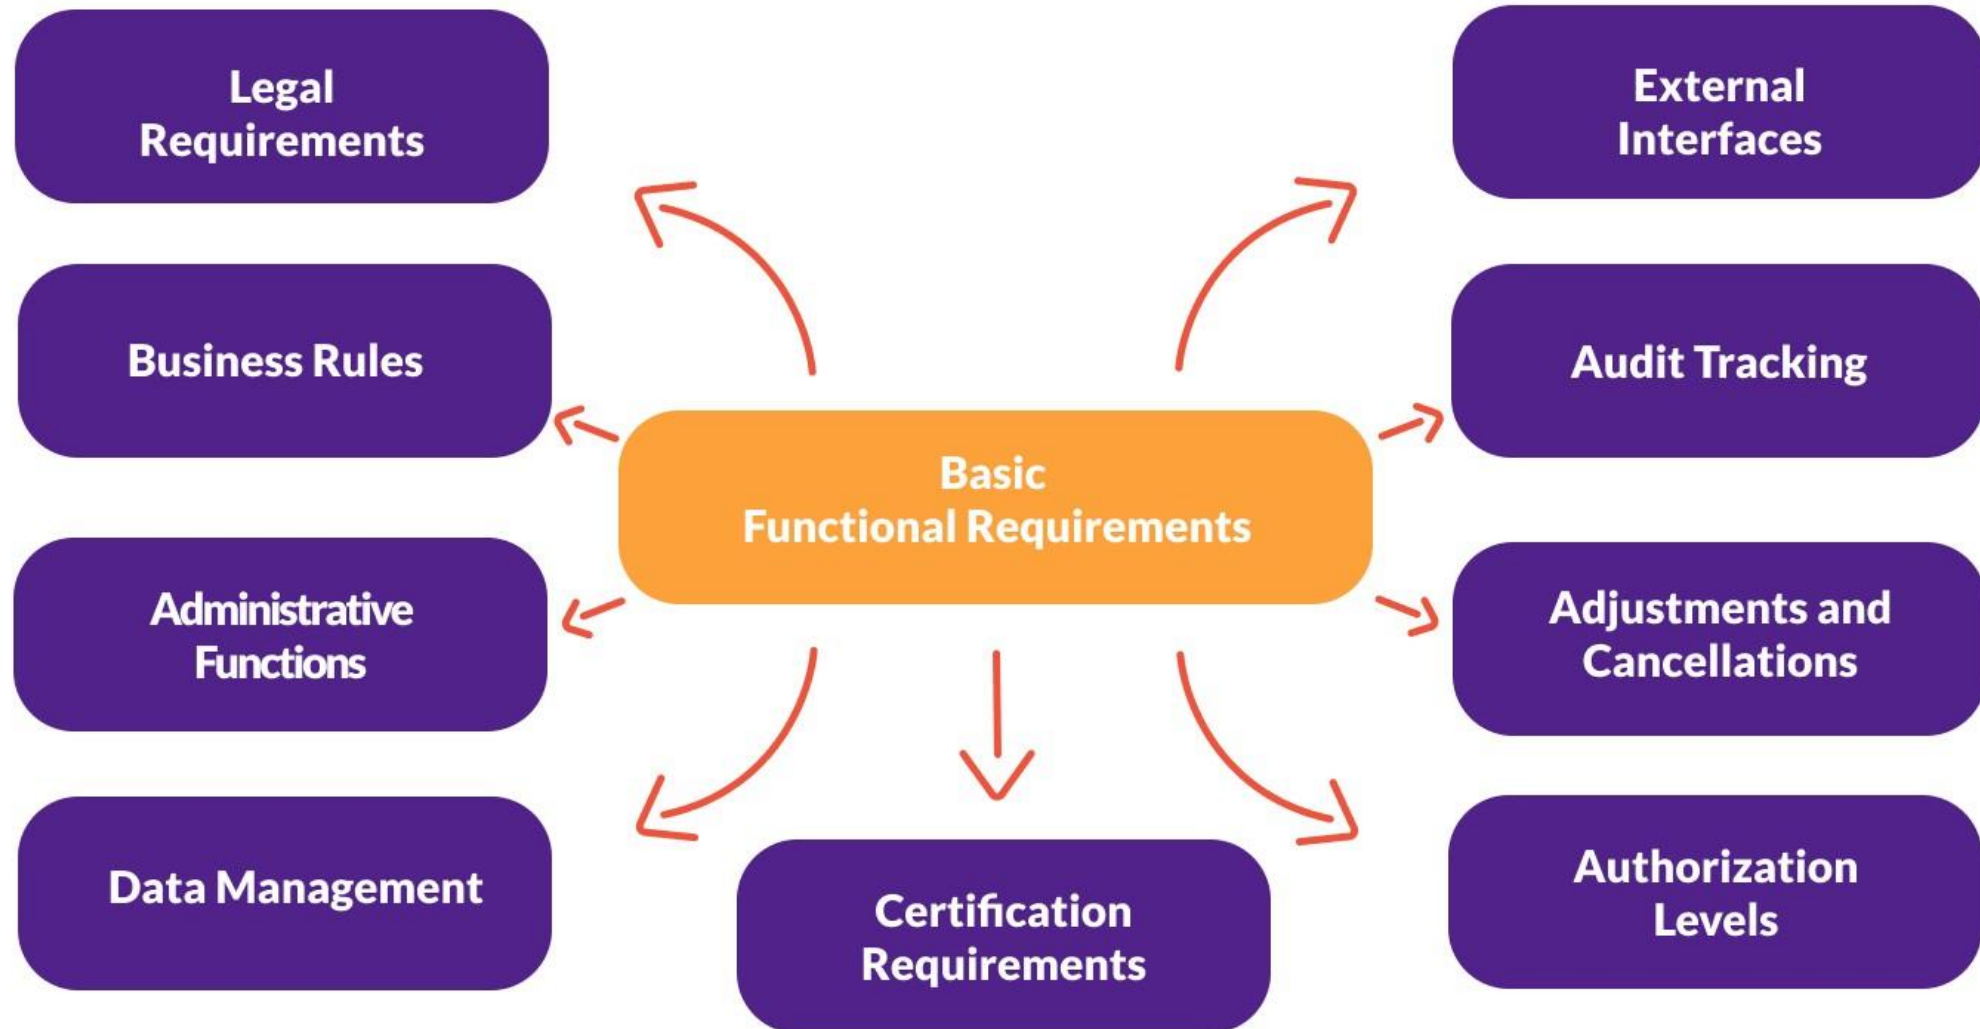 Legal
Requirements
External
Interfaces
Business Rules
Audit Tracking
Basic
Functional Requirements
Administrative
Functions
Adjustments and
Cancellations
Data Management
Authorization
Levels
Certification
Requirements